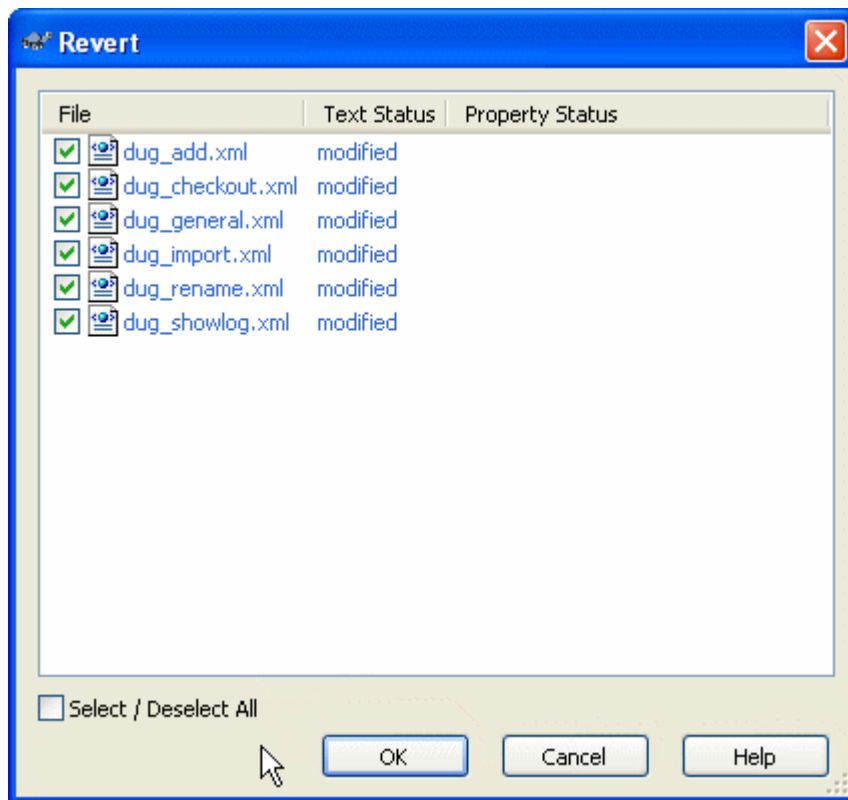 Revert
File Text Status Property Status
dug_add.xml modified
dug_checkout.xml modified
dug_general.xml modified
dug_import.xml modified
dug_rename.xml modified
dug_showlog.xml modified
Select / Deselect All
OK Cancel Help